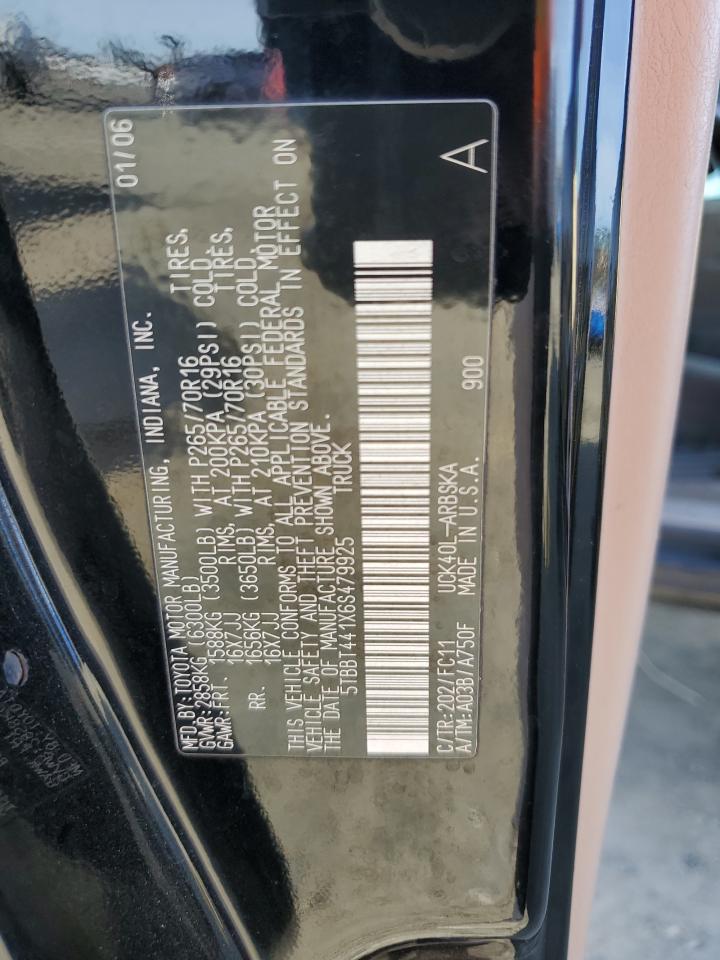 MFD BY: TOYOTA MOTOR MANUFACTURING, INDIANA, INC. 01/06
GVWR: 2858KG (6300LB)
GAWR: FRT. 1588KG (3500LB) WITH P265/70R16 TIRES,
16X7JJ RIMS, AT 200KPA (29PSI) COLD
RR. 1656KG (3650LB) WITH P265/70R16 TIRES,
16X7JJ RIMS, AT 210KPA (30PSI) COLD,
THIS VEHICLE CONFORMS TO ALL APPLICABLE FEDERAL MOTOR
VEHICLE SAFETY AND THEFT PREVENTION STANDARDS IN EFFECT ON
THE DATE OF MANUFACTURE SHOWN ABOVE.
5TBBT441X6S479925 TRUCK
C/TR: 202/FC11 UCK40L-ARBSKA 900 A
A/TM: A03B/A750F MADE IN U.S.A.